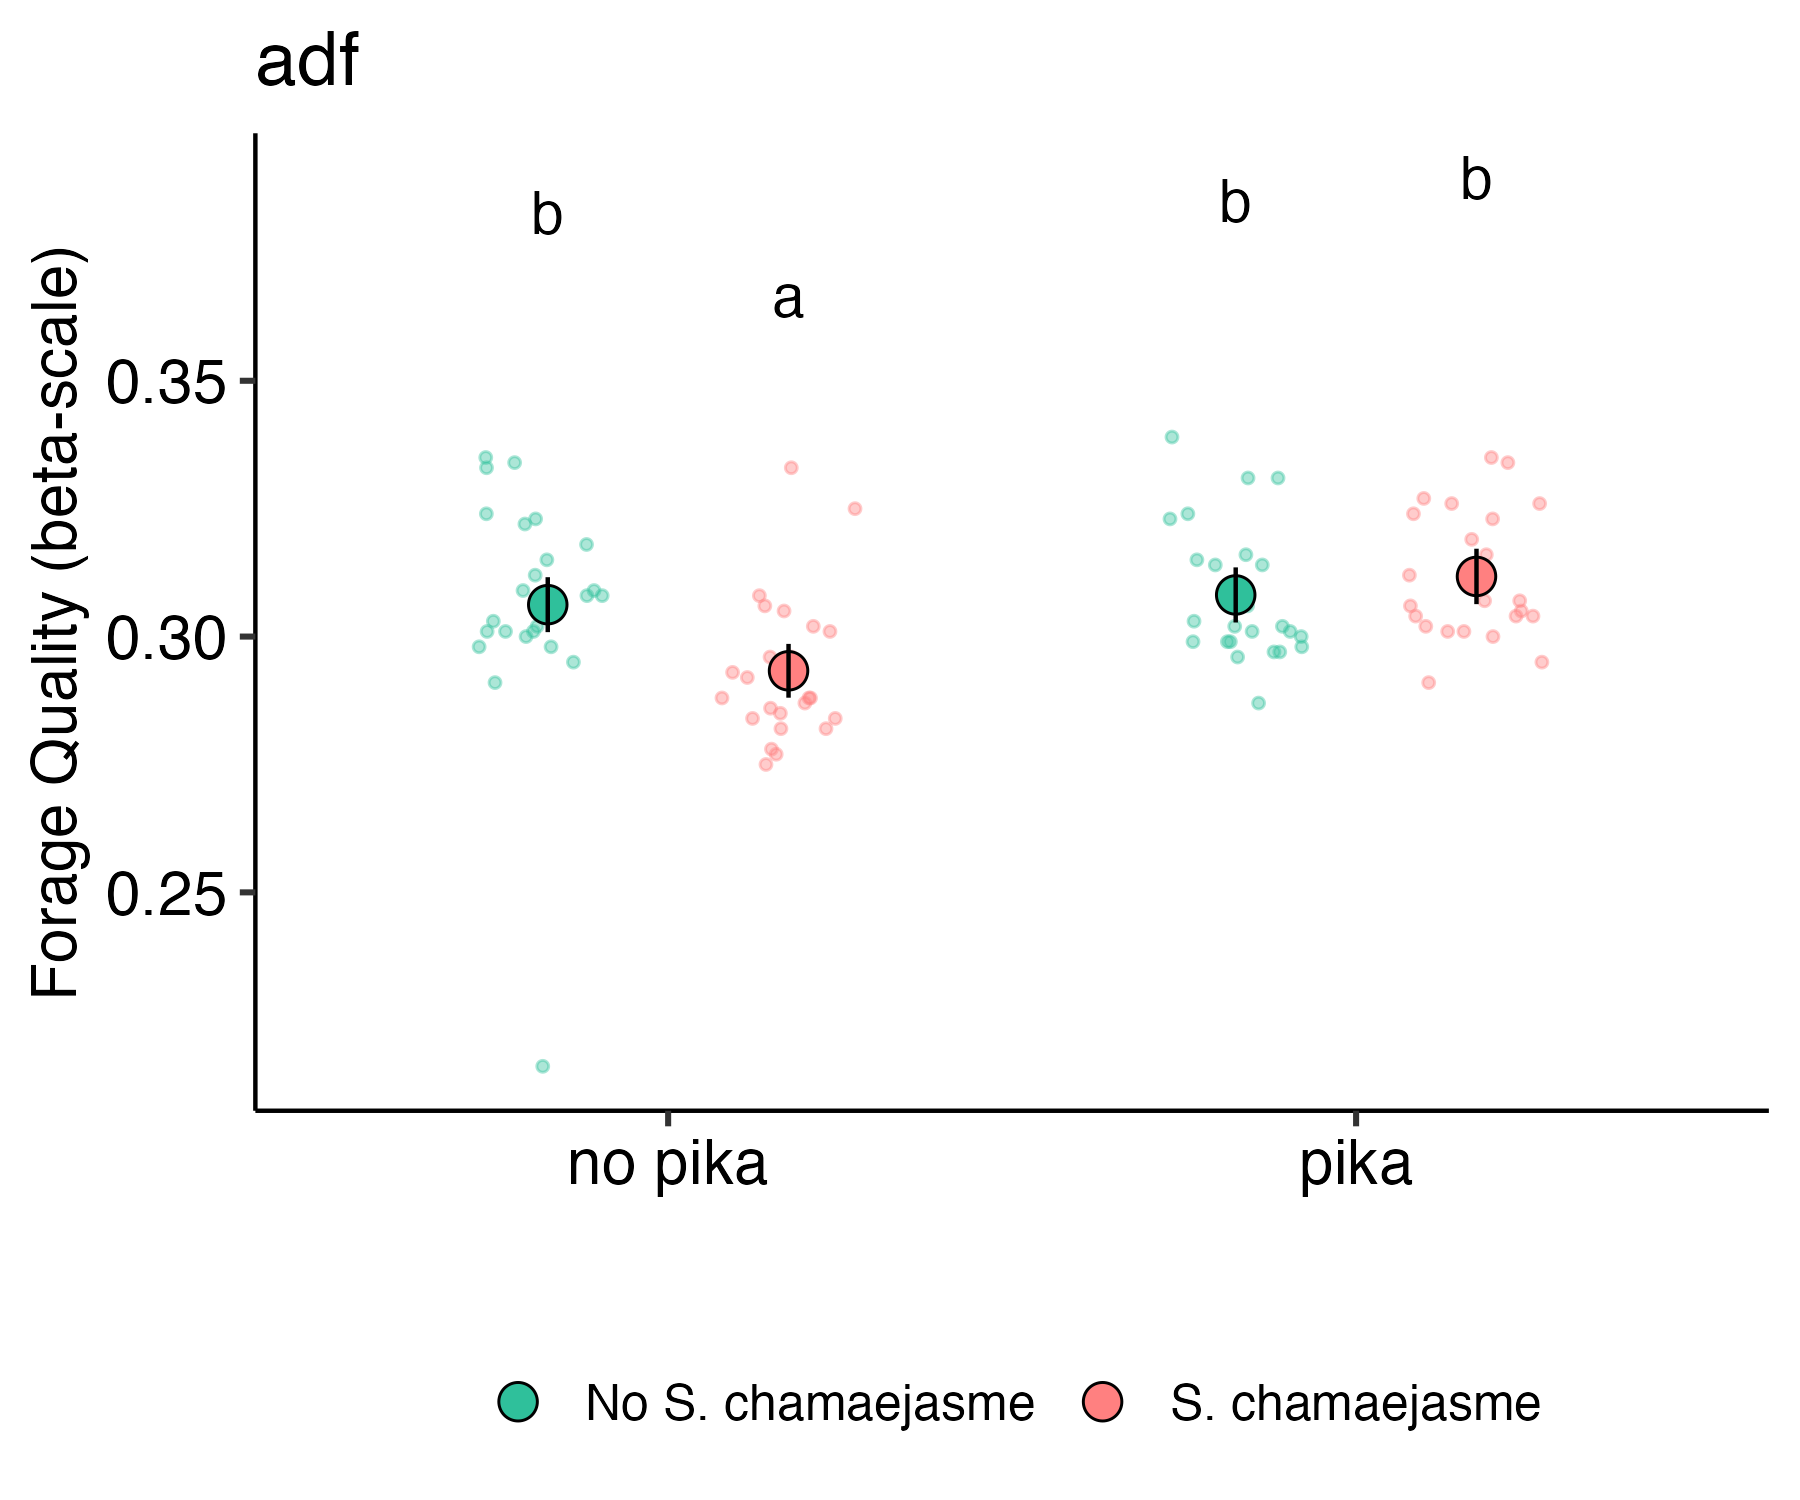 adf
Forage Quality (beta-scale)
b
a
b
b
0.35
0.30
0.25
no pika
pika
No S. chamaejasme
S. chamaejasme